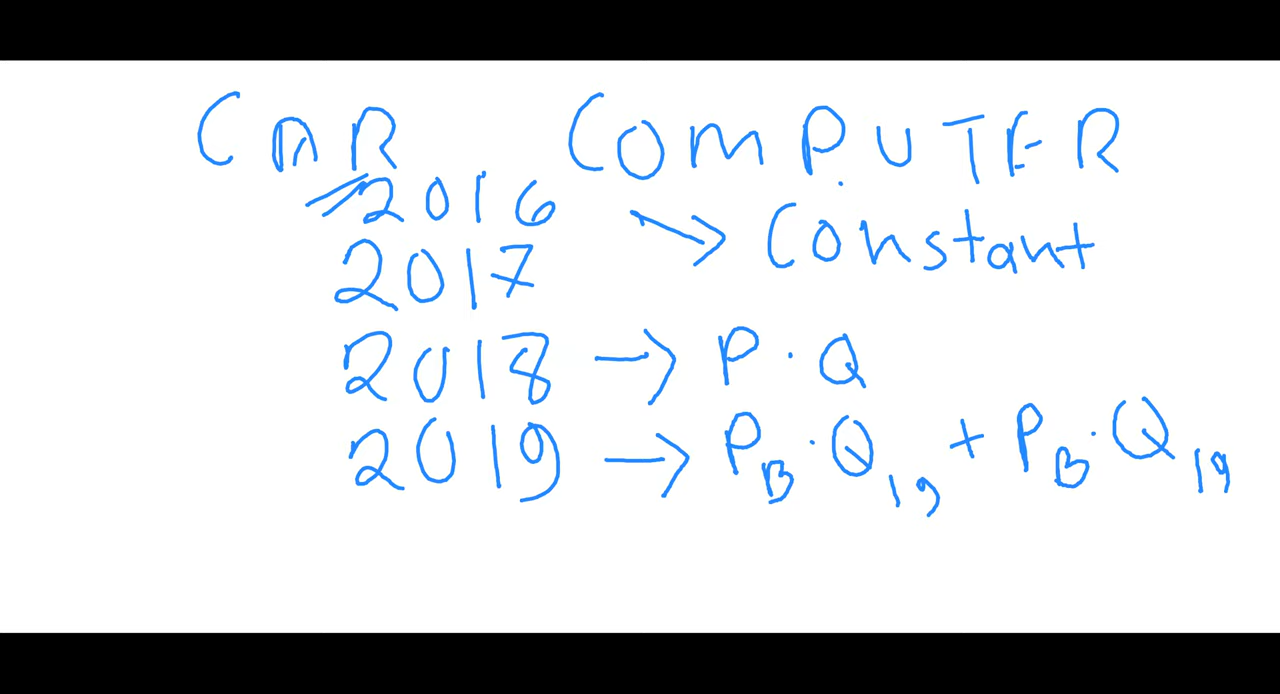 CAR COMPUTER
2016 → Constant
2017
2018 → P · Q
2019 → P_B · Q_19 + P_B · Q_19